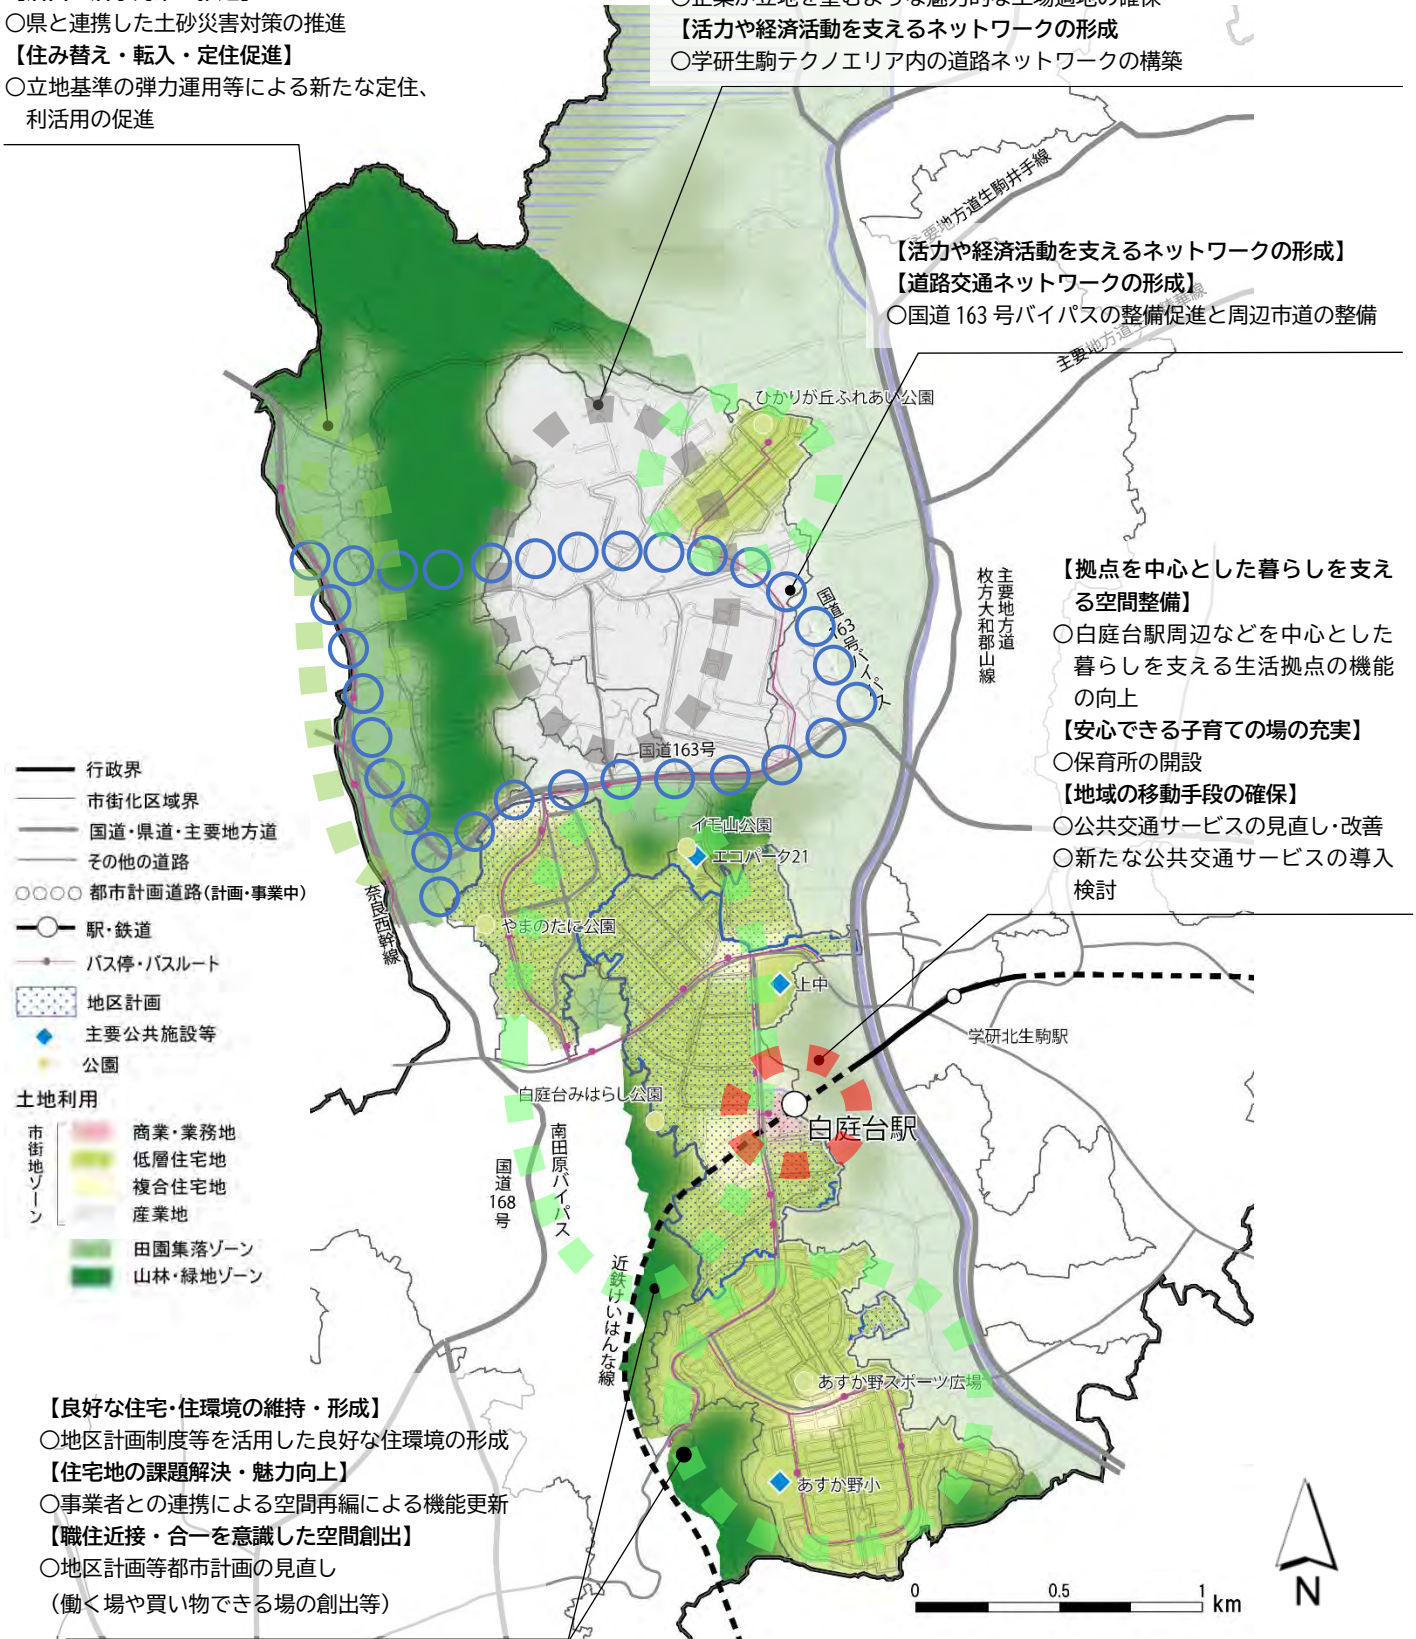 ○県と連携した土砂災害対策の推進
【住み替え・転入・定住促進】
○立地基準の弾力運用等による新たな定住、
利活用の促進
【活力や経済活動を支えるネットワークの形成
○学研生駒テクノエリア内の道路ネットワークの構築
主要地方道生駒井手線
【活力や経済活動を支えるネットワークの形成】
【道路交通ネットワークの形成】
○国道 163 号バイパスの整備促進と周辺市道の整備
ひかりが丘ふれあい公園
国道163号バイパス
主要地方道
枚方大和郡山線
【拠点を中心とした暮らしを支え
る空間整備】
○白庭台駅周辺などを中心とした
暮らしを支える生活拠点の機能
の向上
【安心できる子育ての場の充実】
○保育所の開設
【地域の移動手段の確保】
○公共交通サービスの見直し・改善
○新たな公共交通サービスの導入
検討
国道163号
イモ山公園
エコパーク21
やまのたに公園
奈良西幹線
上中
学研北生駒駅
白庭台みはらし公園
白庭台駅
南田原バイパス
国道168号
近鉄けいはんな線
あすか野スポーツ広場
あすか野小
行政界
市街化区域界
国道・県道・主要地方道
その他の道路
都市計画道路(計画・事業中)
駅・鉄道
バス停・バスルート
地区計画
主要公共施設等
公園
土地利用
市街地ゾーン
商業・業務地
低層住宅地
複合住宅地
産業地
田園集落ゾーン
山林・緑地ゾーン
【良好な住宅・住環境の維持・形成】
○地区計画制度等を活用した良好な住環境の形成
【住宅地の課題解決・魅力向上】
○事業者との連携による空間再編による機能更新
【職住近接・合一を意識した空間創出】
○地区計画等都市計画の見直し
（働く場や買い物できる場の創出等）
0 0.5 1 km
N